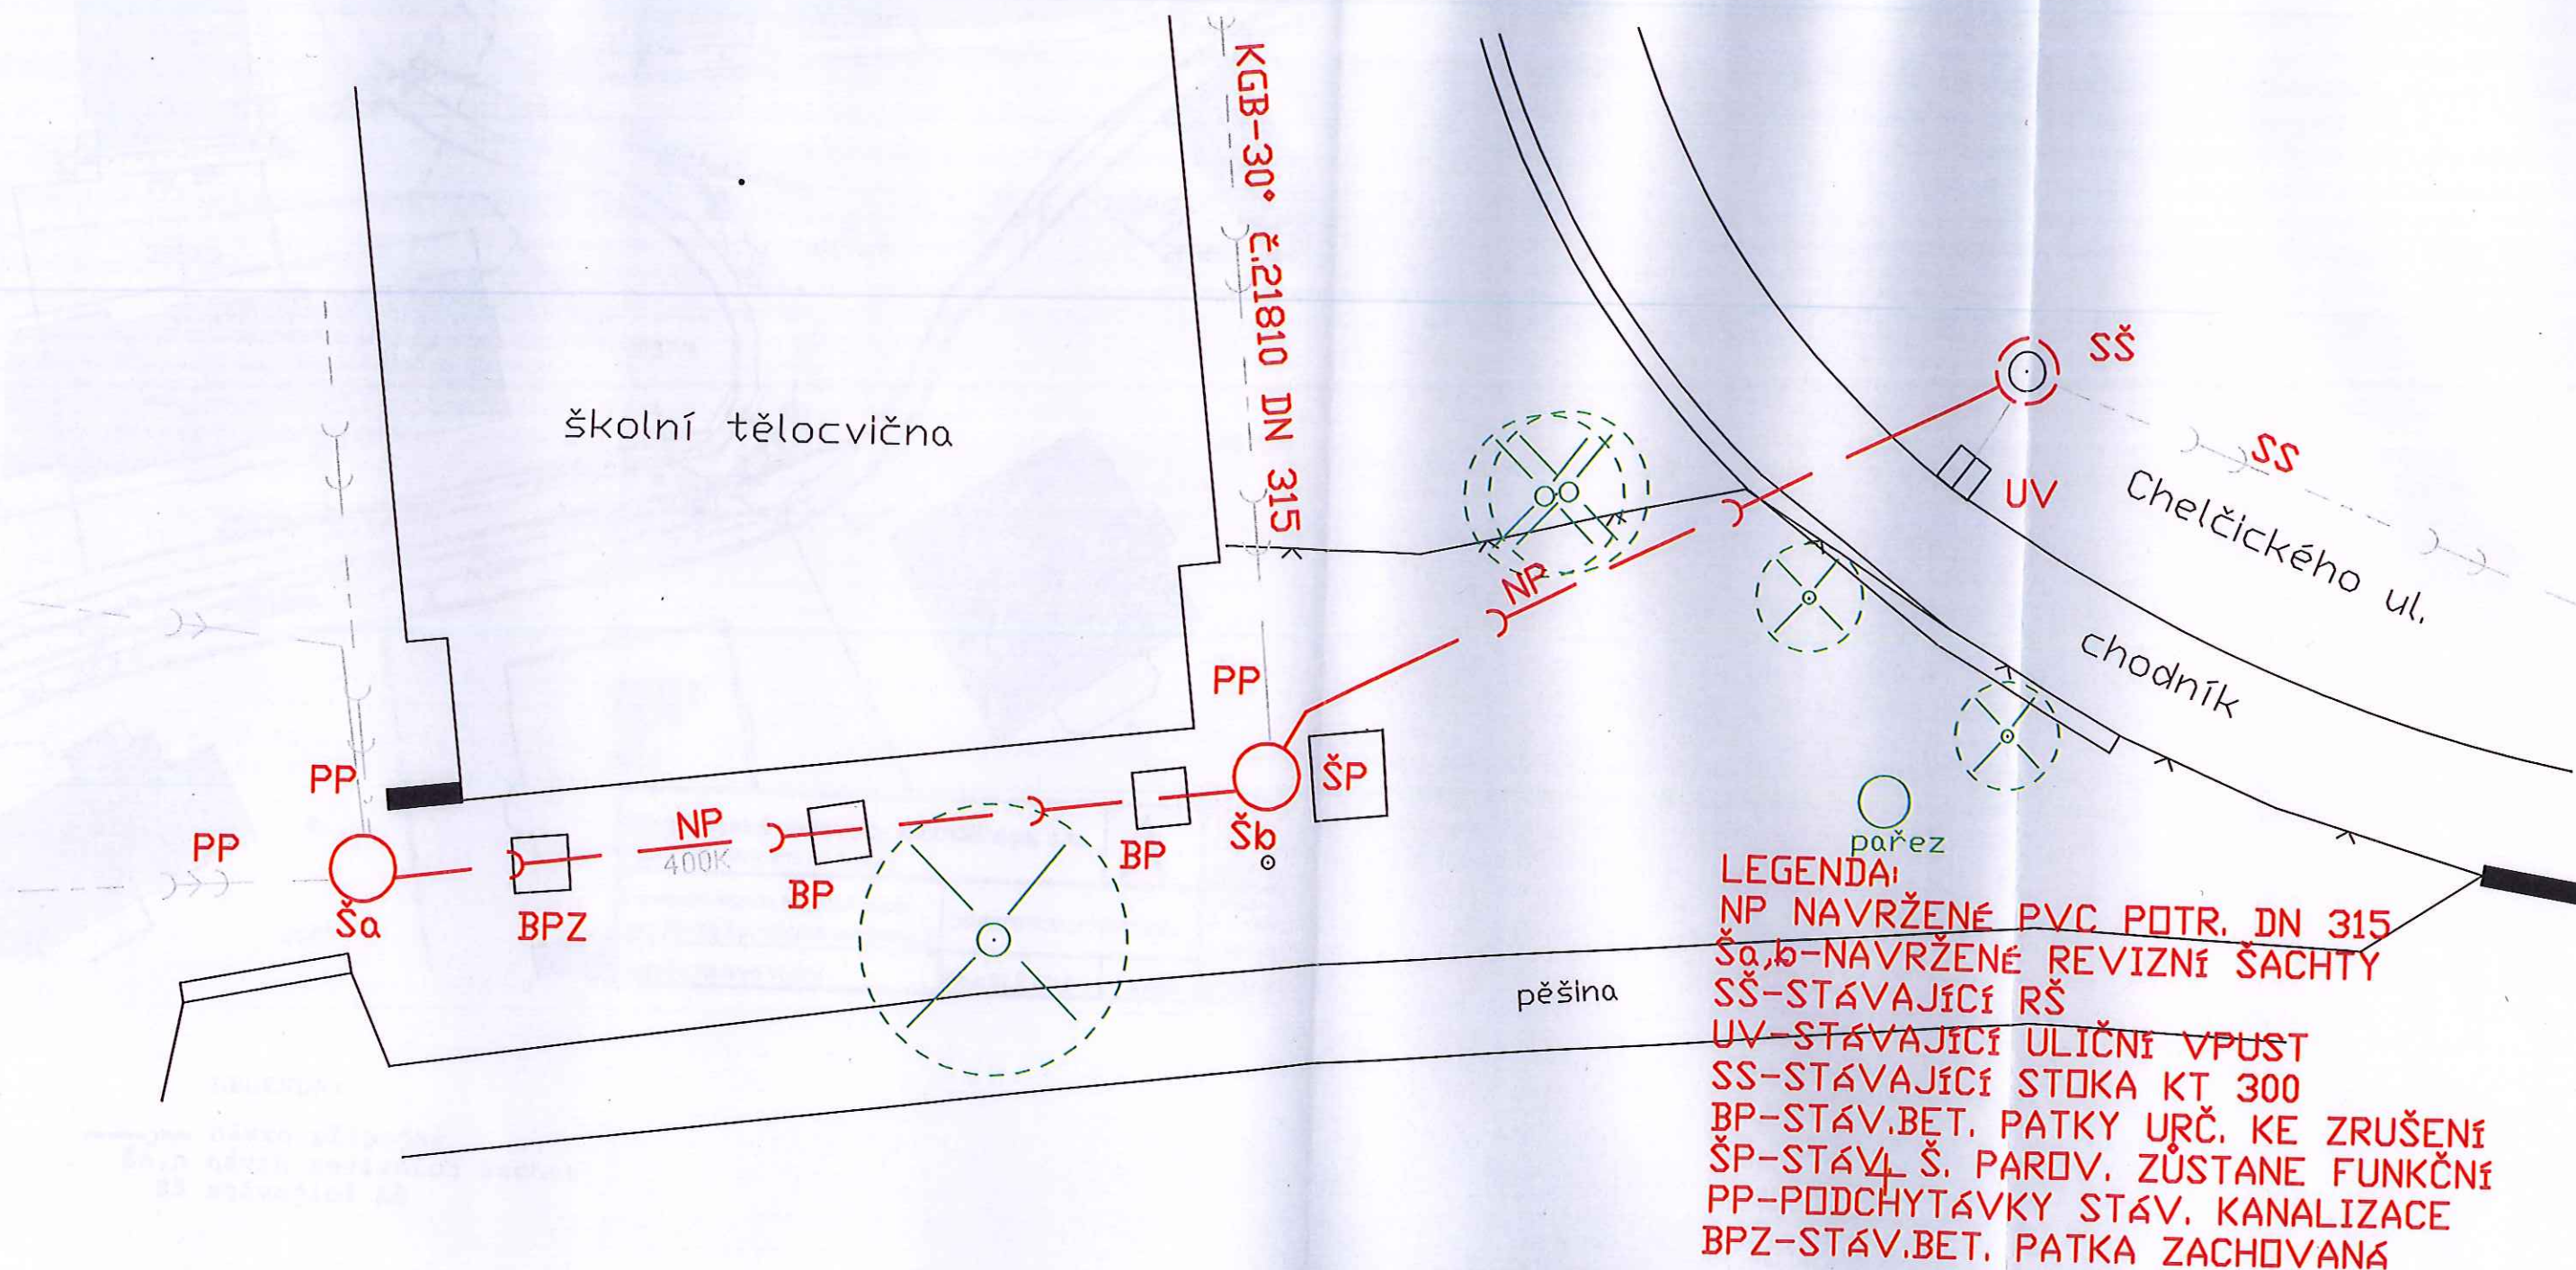 KGB-30° Č.21810 DN 315
školní tělocvična
SŠ
SS
UV
Chelčického ul.
chodník
NP
PP
ŠP
Šb
PP
PP
Ša
BPZ
NP
400K
BP
BP
pařez
pěšina
LEGENDA:
NP NAVRŽENÉ PVC POTR. DN 315
Ša,b-NAVRŽENÉ REVIZNÍ ŠACHTY
SŠ-STÁVAJÍCÍ RŠ
UV-STÁVAJÍCÍ ULIČNÍ VPUST
SS-STÁVAJÍCÍ STOKA KT 300
BP-STÁV.BET. PATKY URČ. KE ZRUŠENÍ
ŠP-STÁV. Š. PAROV. ZŮSTANE FUNKČNÍ
PP-PODCHYTÁVKY STÁV. KANALIZACE
BPZ-STÁV.BET. PATKA ZACHOVANÁ